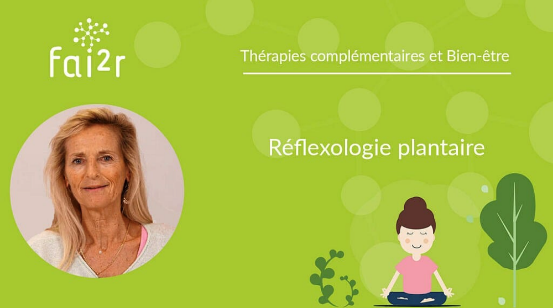 fai2r
Thérapies complémentaires et Bien-être
Réflexologie plantaire